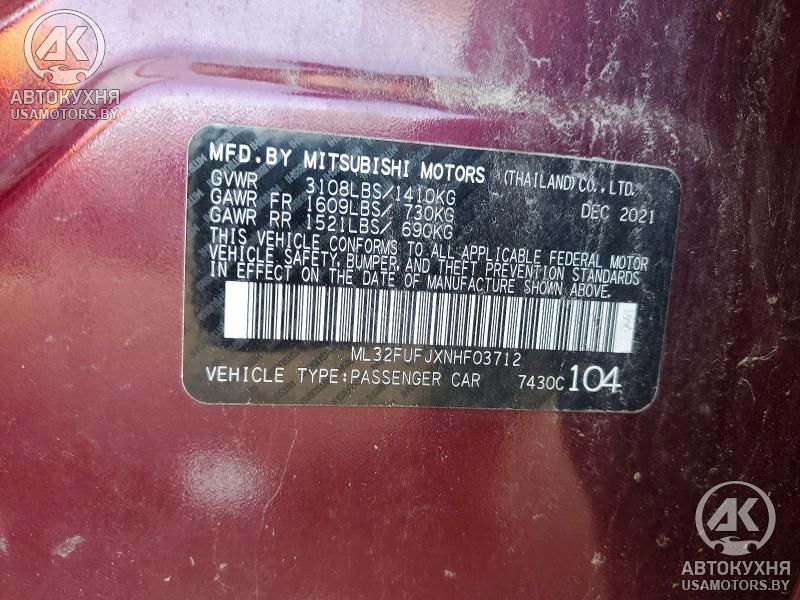 AK
АВТОКУХНЯ
USAMOTORS.BY
MFD.BY MITSUBISHI MOTORS (THAILAND)CO.,LTD.
GVWR 3108LBS/1410KG DEC 2021
GAWR FR 1609LBS/ 730KG
GAWR RR 1521LBS/ 690KG
THIS VEHICLE CONFORMS TO ALL APPLICABLE FEDERAL MOTOR
VEHICLE SAFETY, BUMPER, AND THEFT PREVENTION STANDARDS
IN EFFECT ON THE DATE OF MANUFACTURE SHOWN ABOVE.
ML32FUFJXNHF03712
VEHICLE TYPE:PASSENGER CAR 7430C 104
AK
АВТОКУХНЯ
USAMOTORS.BY